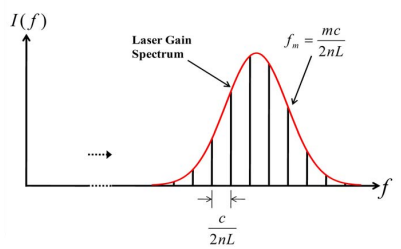 I(f)
Laser Gain
Spectrum
f_m = mc/2nL
f
c/2nL